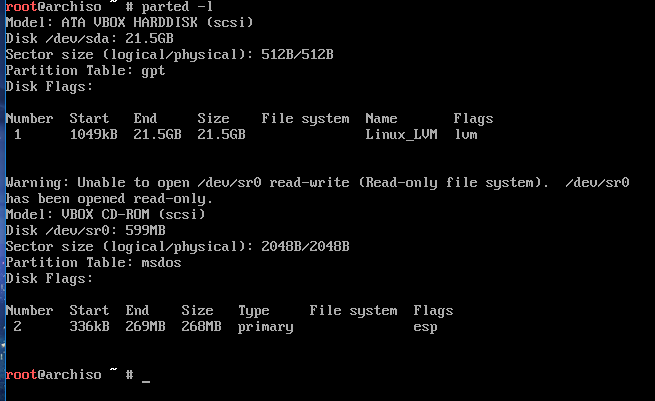 root@archiso ~ # parted -l
Model: ATA VBOX HARDDISK (scsi)
Disk /dev/sda: 21.5GB
Sector size (logical/physical): 512B/512B
Partition Table: gpt
Disk Flags:

Number  Start   End     Size    File system  Name       Flags
 1      1049kB  21.5GB  21.5GB               Linux_LVM  lvm


Warning: Unable to open /dev/sr0 read-write (Read-only file system).  /dev/sr0
has been opened read-only.
Model: VBOX CD-ROM (scsi)
Disk /dev/sr0: 599MB
Sector size (logical/physical): 2048B/2048B
Partition Table: msdos
Disk Flags:

Number  Start  End    Size   Type     File system  Flags
 2      336kB  269MB  268MB  primary               esp


root@archiso ~ # _